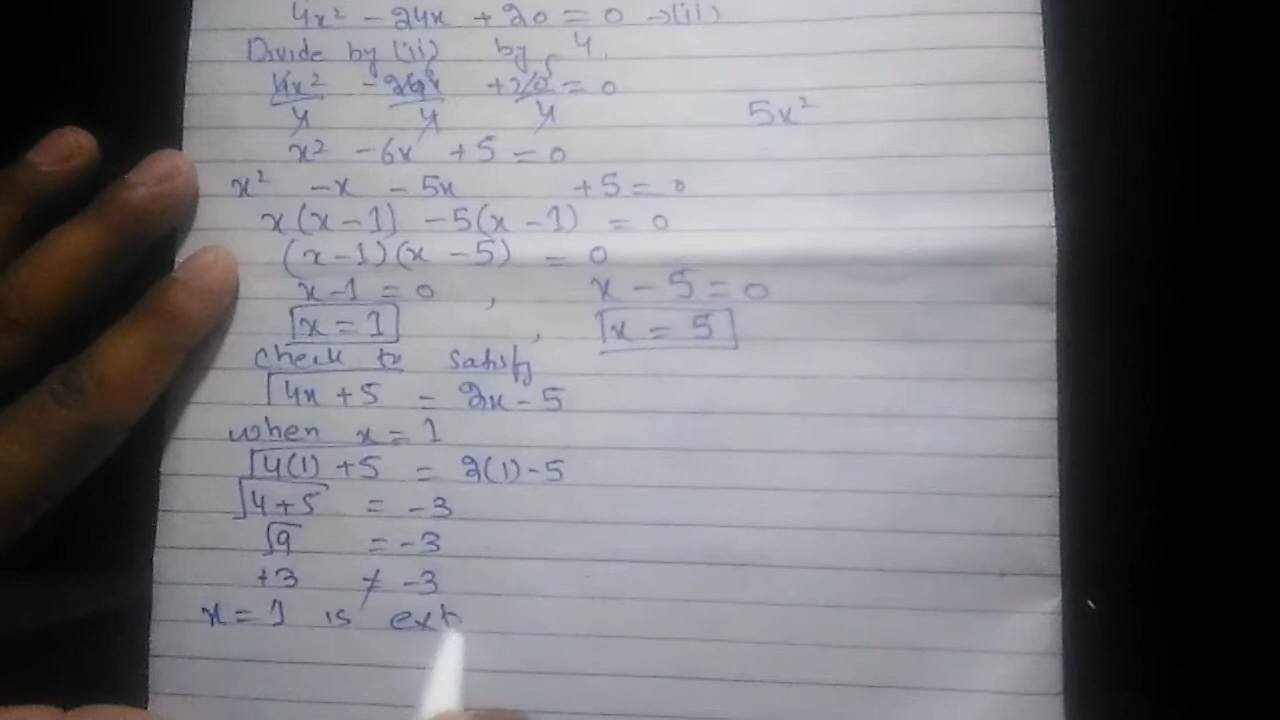 4x² - 24x + 20 = 0 →(ii)
Divide by (ii) by 4
4x²/4 - 24x/4 + 20/4 = 0
5
5x²
x² - 6x + 5 = 0
x² - x - 5x + 5 = 0
x(x - 1) - 5(x - 1) = 0
(x - 1)(x - 5) = 0
x - 1 = 0 , x - 5 = 0
x = 1 , x = 5
Check to satisfy
√4x + 5 = 2x - 5
when x = 1
√4(1) + 5 = 2(1) - 5
√4 + 5 = -3
√9 = -3
+3 ≠ -3
x = 1 is ext